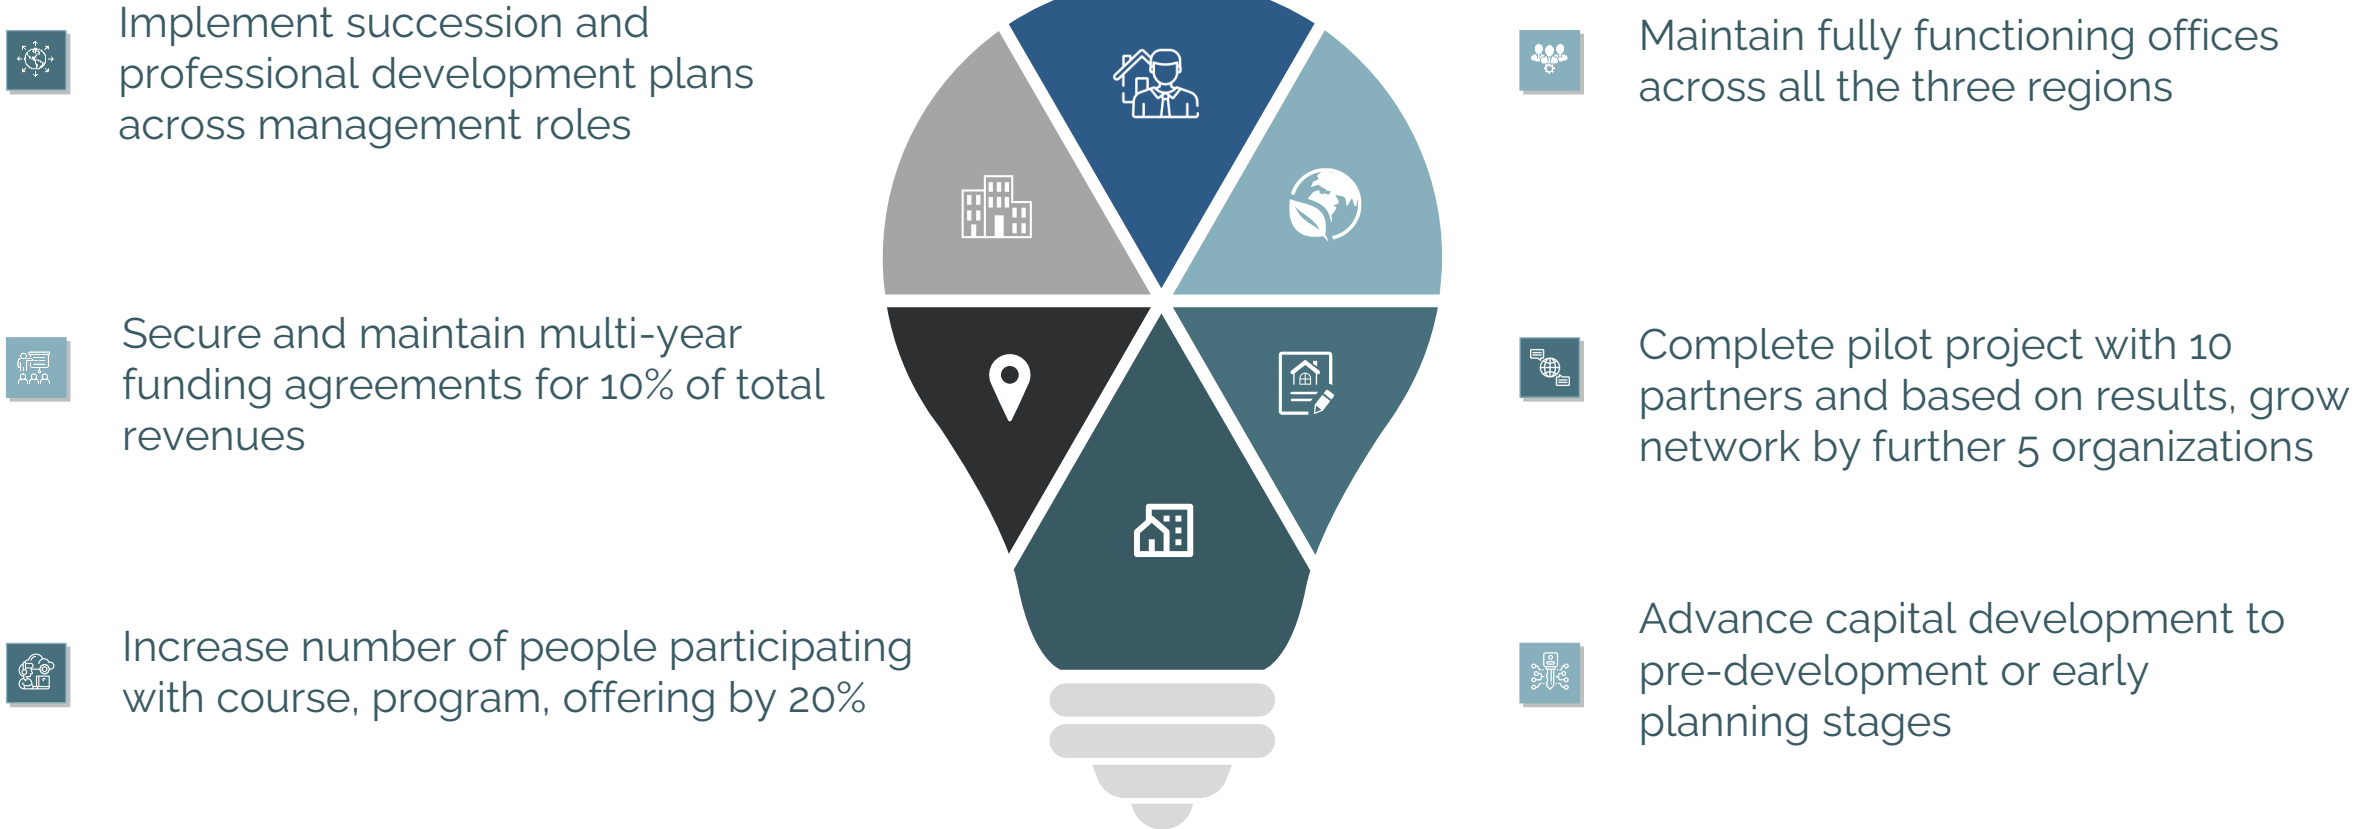 Implement succession and
professional development plans
across management roles
Secure and maintain multi-year
funding agreements for 10% of total
revenues
Increase number of people participating
with course, program, offering by 20%
Maintain fully functioning offices
across all the three regions
Complete pilot project with 10
partners and based on results, grow
network by further 5 organizations
Advance capital development to
pre-development or early
planning stages